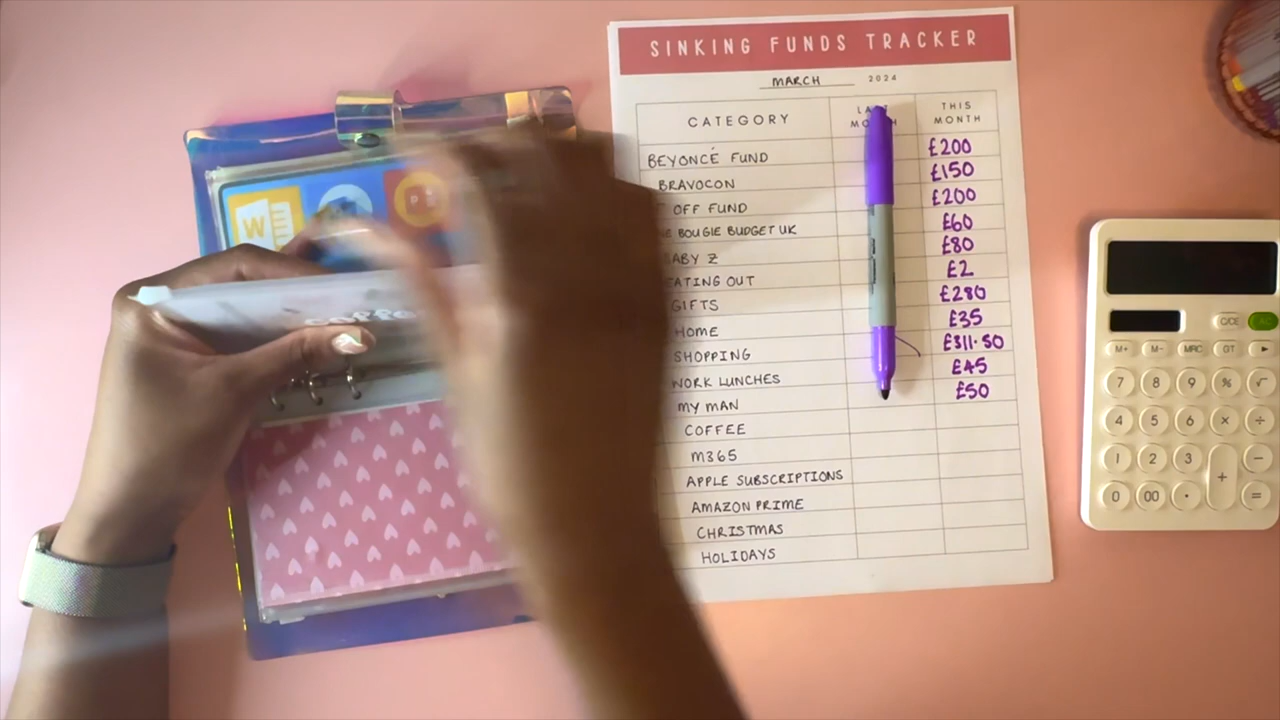 SINKING FUNDS TRACKER
MARCH 2024
CATEGORY THIS MONTH
BEYONCÉ FUND £200
BRAVOCON £150
OFF FUND £200
BOUGIE BUDGET UK £60
BABY Z £80
EATING OUT £2
GIFTS £280
HOME £35
SHOPPING £311.50
WORK LUNCHES £45
MY MAN £50
COFFEE
M365
APPLE SUBSCRIPTIONS
AMAZON PRIME
CHRISTMAS
HOLIDAYS
W
P
coffe
C/CE
M+ M- MRC GT ►
7 8 9 % √
4 5 6 × ÷
1 2 3 −
0 00 · + =